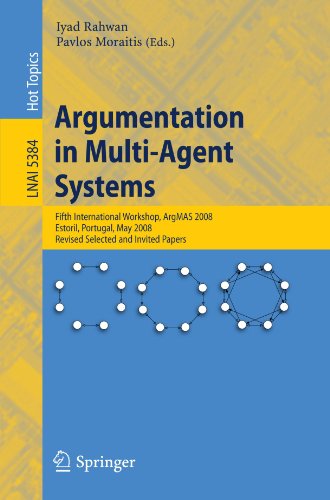 Iyad Rahwan
Pavlos Moraitis (Eds.)
Hot Topics
LNAI 5384
Argumentation
in Multi-Agent
Systems
Fifth International Workshop, ArgMAS 2008
Estoril, Portugal, May 2008
Revised Selected and Invited Papers
Springer